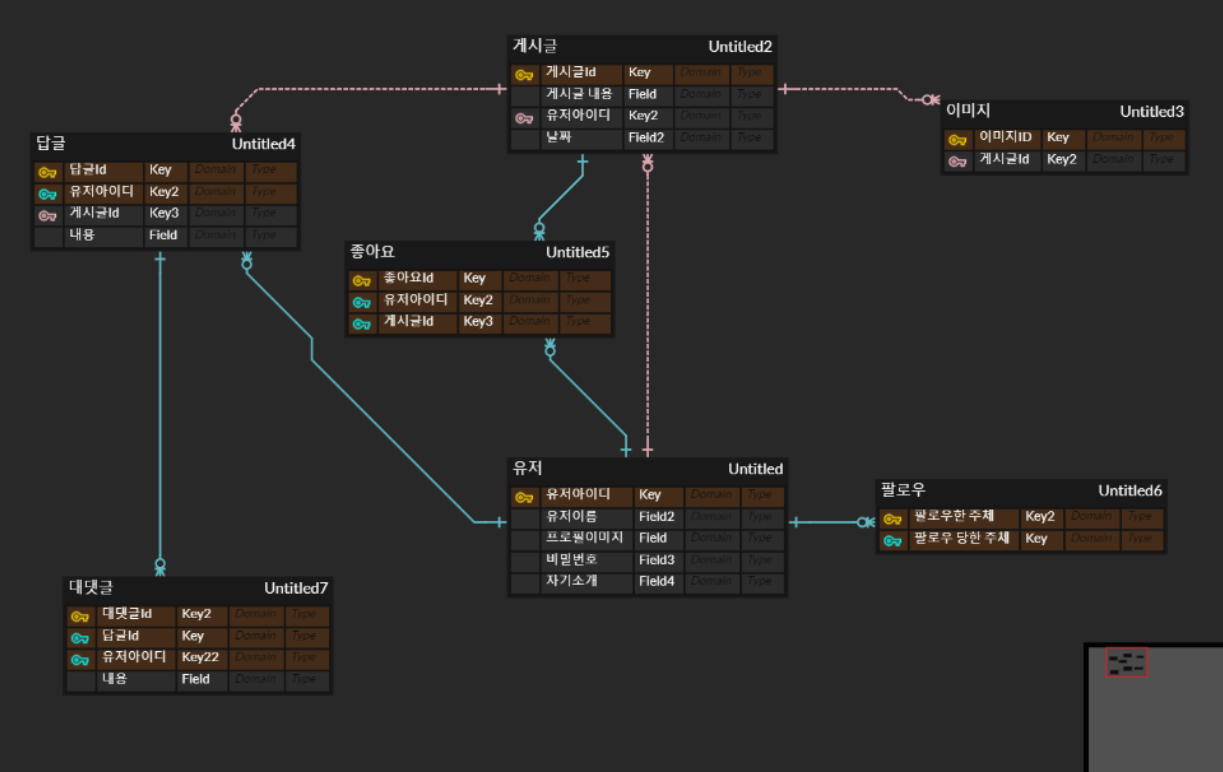 게시글 Untitled2
게시글Id Key Domain Type
게시글 내용 Field Domain Type
유저아이디 Key2 Domain Type
날짜 Field2 Domain Type
이미지 Untitled3
이미지ID Key Domain Type
게시글Id Key2 Domain Type
답글 Untitled4
답글Id Key Domain Type
유저아이디 Key2 Domain Type
게시글Id Key3 Domain Type
내용 Field Domain Type
좋아요 Untitled5
좋아요Id Key Domain Type
유저아이디 Key2 Domain Type
게시글Id Key3 Domain Type
유저 Untitled
유저아이디 Key Domain Type
유저이름 Field2 Domain Type
프로필이미지 Field Domain Type
비밀번호 Field3 Domain Type
자기소개 Field4 Domain Type
팔로우 Untitled6
팔로우한 주체 Key2 Domain Type
팔로우 당한 주체 Key Domain Type
대댓글 Untitled7
대댓글Id Key2 Domain Type
답글Id Key Domain Type
유저아이디 Key22 Domain Type
내용 Field Domain Type